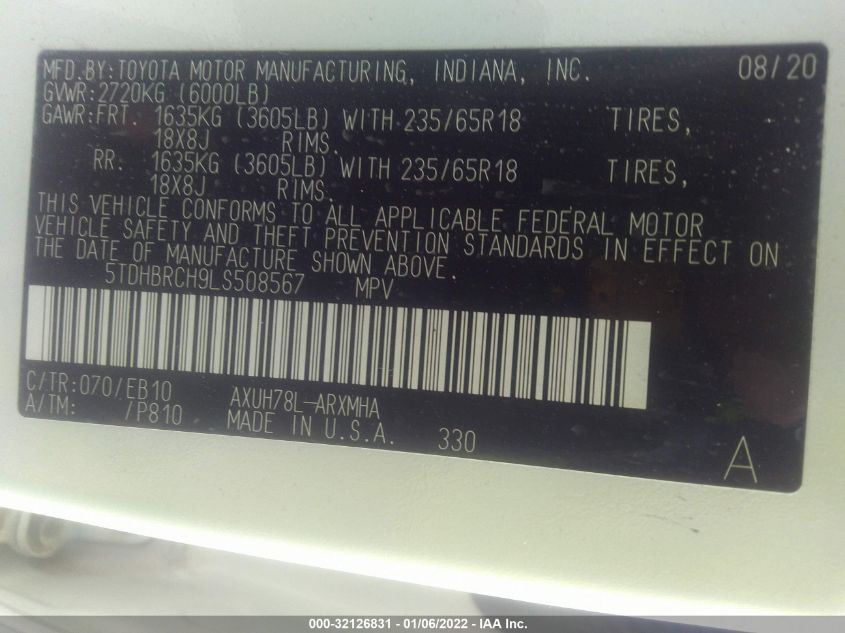 MFD.BY:TOYOTA MOTOR MANUFACTURING, INDIANA, INC. 08/20
GVWR:2720KG (6000LB)
GAWR:FRT. 1635KG (3605LB) WITH 235/65R18 TIRES,
18X8J RIMS.
RR. 1635KG (3605LB) WITH 235/65R18 TIRES,
18X8J RIMS.
THIS VEHICLE CONFORMS TO ALL APPLICABLE FEDERAL MOTOR
VEHICLE SAFETY AND THEFT PREVENTION STANDARDS IN EFFECT ON
THE DATE OF MANUFACTURE SHOWN ABOVE.
5TDHBRCH9LS508567 MPV
C/TR:070/EB10 AXUH78L-ARXMHA
A/TM: /P810 MADE IN U.S.A. 330
A
000-32126831 - 01/06/2022 - IAA Inc.